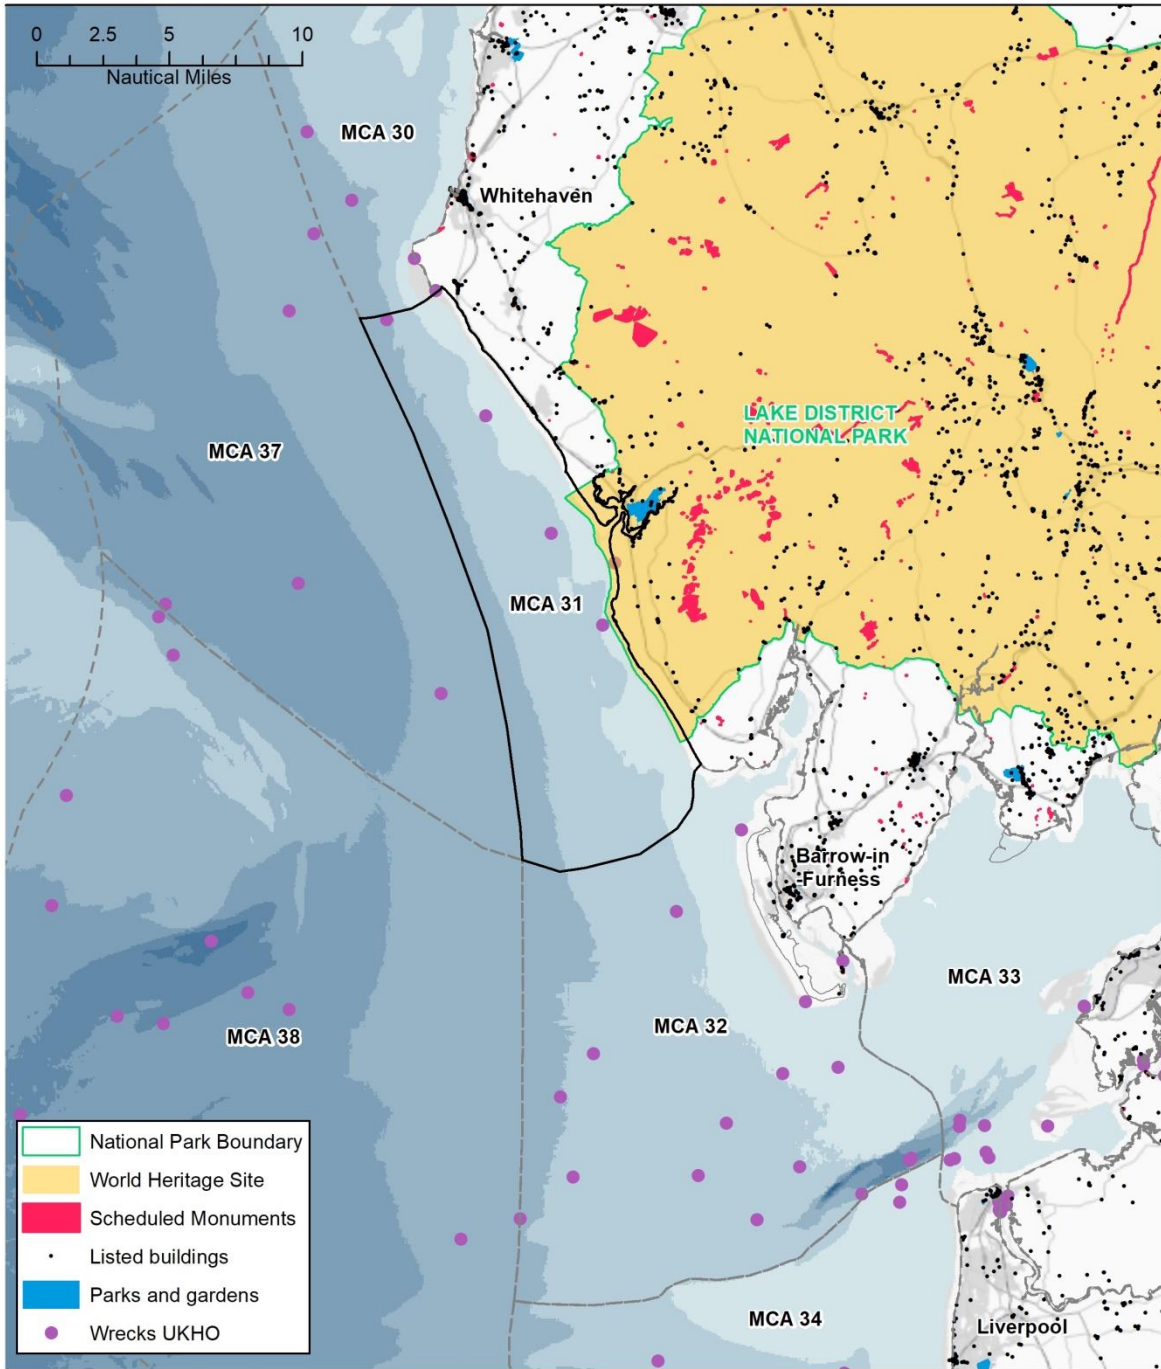 0 2.5 5 10
Nautical Miles
MCA 30
Whitehaven
LAKE DISTRICT
NATIONAL PARK
MCA 37
MCA 31
Barrow-in
-Furness
MCA 33
MCA 32
MCA 38
MCA 34
Liverpool
National Park Boundary
World Heritage Site
Scheduled Monuments
Listed buildings
Parks and gardens
Wrecks UKHO